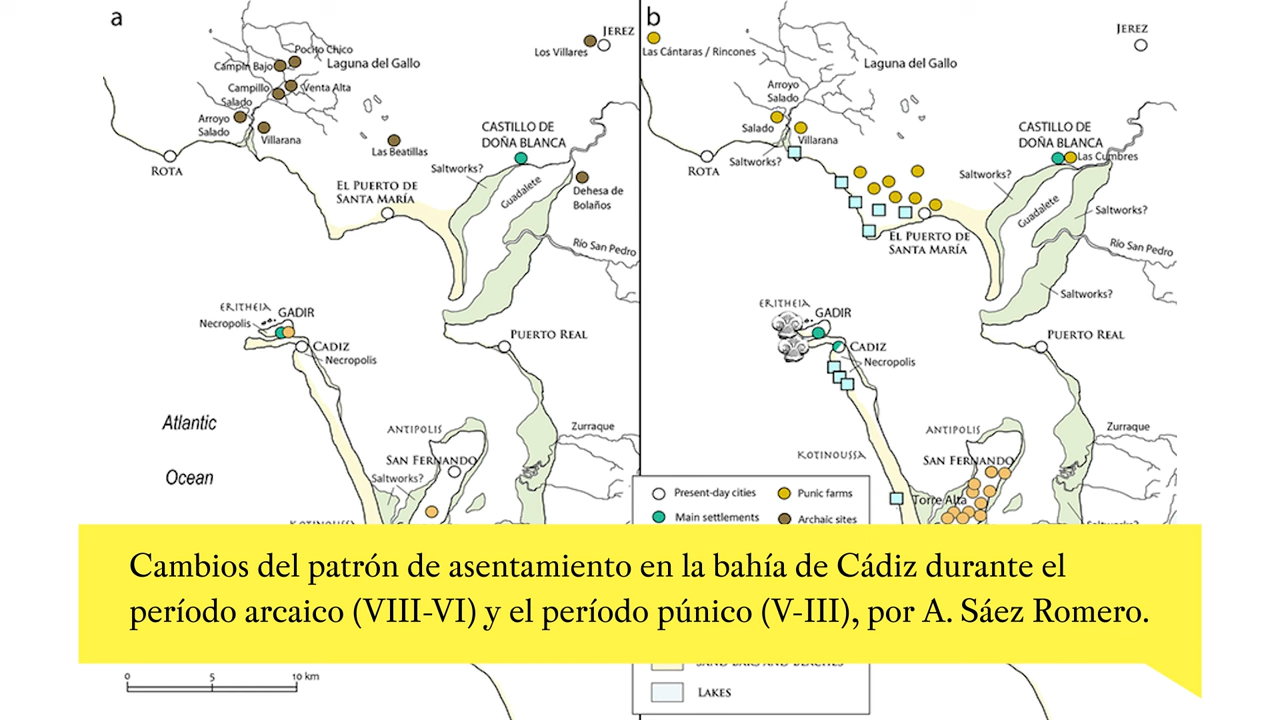 a
Pocito Chico
Campin Bajo
Laguna del Gallo
Campillo
Venta Alta
Salado
Arroyo
Salado
Villarana
Los Villares
JEREZ
Las Beatillas
CASTILLO DE
DOÑA BLANCA
ROTA
Saltworks?
EL PUERTO DE
SANTA MARÍA
Guadalete
Dehesa de
Bolaños
Río San Pedro
ERITHEIA
GADIR
Necropolis
CADIZ
Necropolis
PUERTO REAL
Atlantic
Ocean
ANTIPOLIS
SAN FERNANDO
Zurraque
Saltworks?
KOTINOUSSA
b
Las Cántaras / Rincones
JEREZ
Laguna del Gallo
Arroyo
Salado
Salado
Villarana
Saltworks?
CASTILLO DE
DOÑA BLANCA
Las Cumbres
ROTA
Saltworks?
Guadalete
Saltworks?
EL PUERTO DE
SANTA MARÍA
Río San Pedro
Saltworks?
ERITHEIA
GADIR
CADIZ
Necropolis
PUERTO REAL
KOTINOUSSA
ANTIPOLIS
SAN FERNANDO
Zurraque
Torre Alta
Saltworks?
Present-day cities
Punic farms
Main settlements
Archaic sites
Cambios del patrón de asentamiento en la bahía de Cádiz durante el
período arcaico (VIII-VI) y el período púnico (V-III), por A. Sáez Romero.
SAND BARS AND BEACHES
LAKES
0 5 10 km